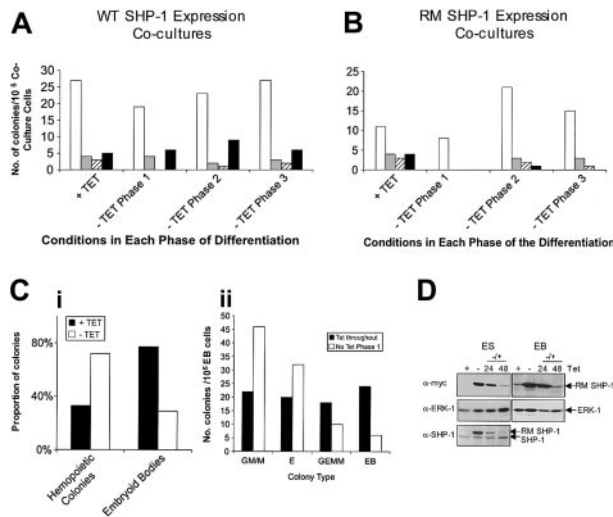 A
WT SHP-1 Expression
Co-cultures
No. of colonies/10⁵ Co-
Culture Cells
30
25
20
15
10
5
0
+ TET
- TET Phase 1
- TET Phase 2
- TET Phase 3
Conditions in Each Phase of Differentiation
B
RM SHP-1 Expression
Co-cultures
25
20
15
10
5
0
+ TET
- TET Phase 1
- TET Phase 2
- TET Phase 3
Conditions in Each Phase of the Differentiation
C
i
Proportion of colonies
80%
40%
0%
+ TET
- TET
Hemopoietic
Colonies
Embryoid Bodies
ii
No. colonies /10⁵ EB cells
50
45
40
35
30
25
20
15
10
5
0
Tet throughout
No Tet Phase 1
GM/M
E
GEMM
EB
Colony Type
D
ES
EB
-/+
-/+
+ - 24 48 + - 24 48 Tet
α-myc
RM SHP-1
α-ERK-1
ERK-1
α-SHP-1
RM SHP-1
SHP-1